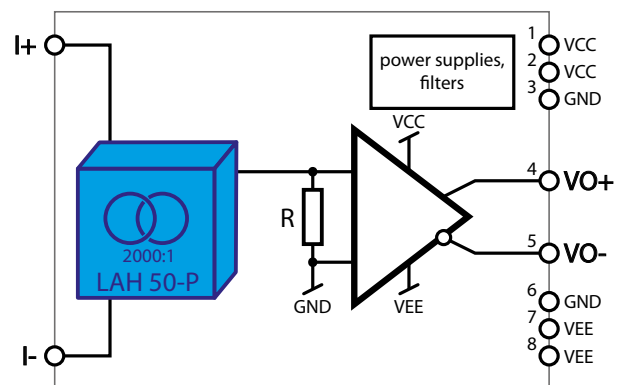 I+
1
VCC
2
VCC
3
GND
power supplies,
filters
VCC
4
VO+
R
2000:1
LAH 50-P
5
VO-
GND
VEE
6
GND
7
VEE
8
VEE
I-